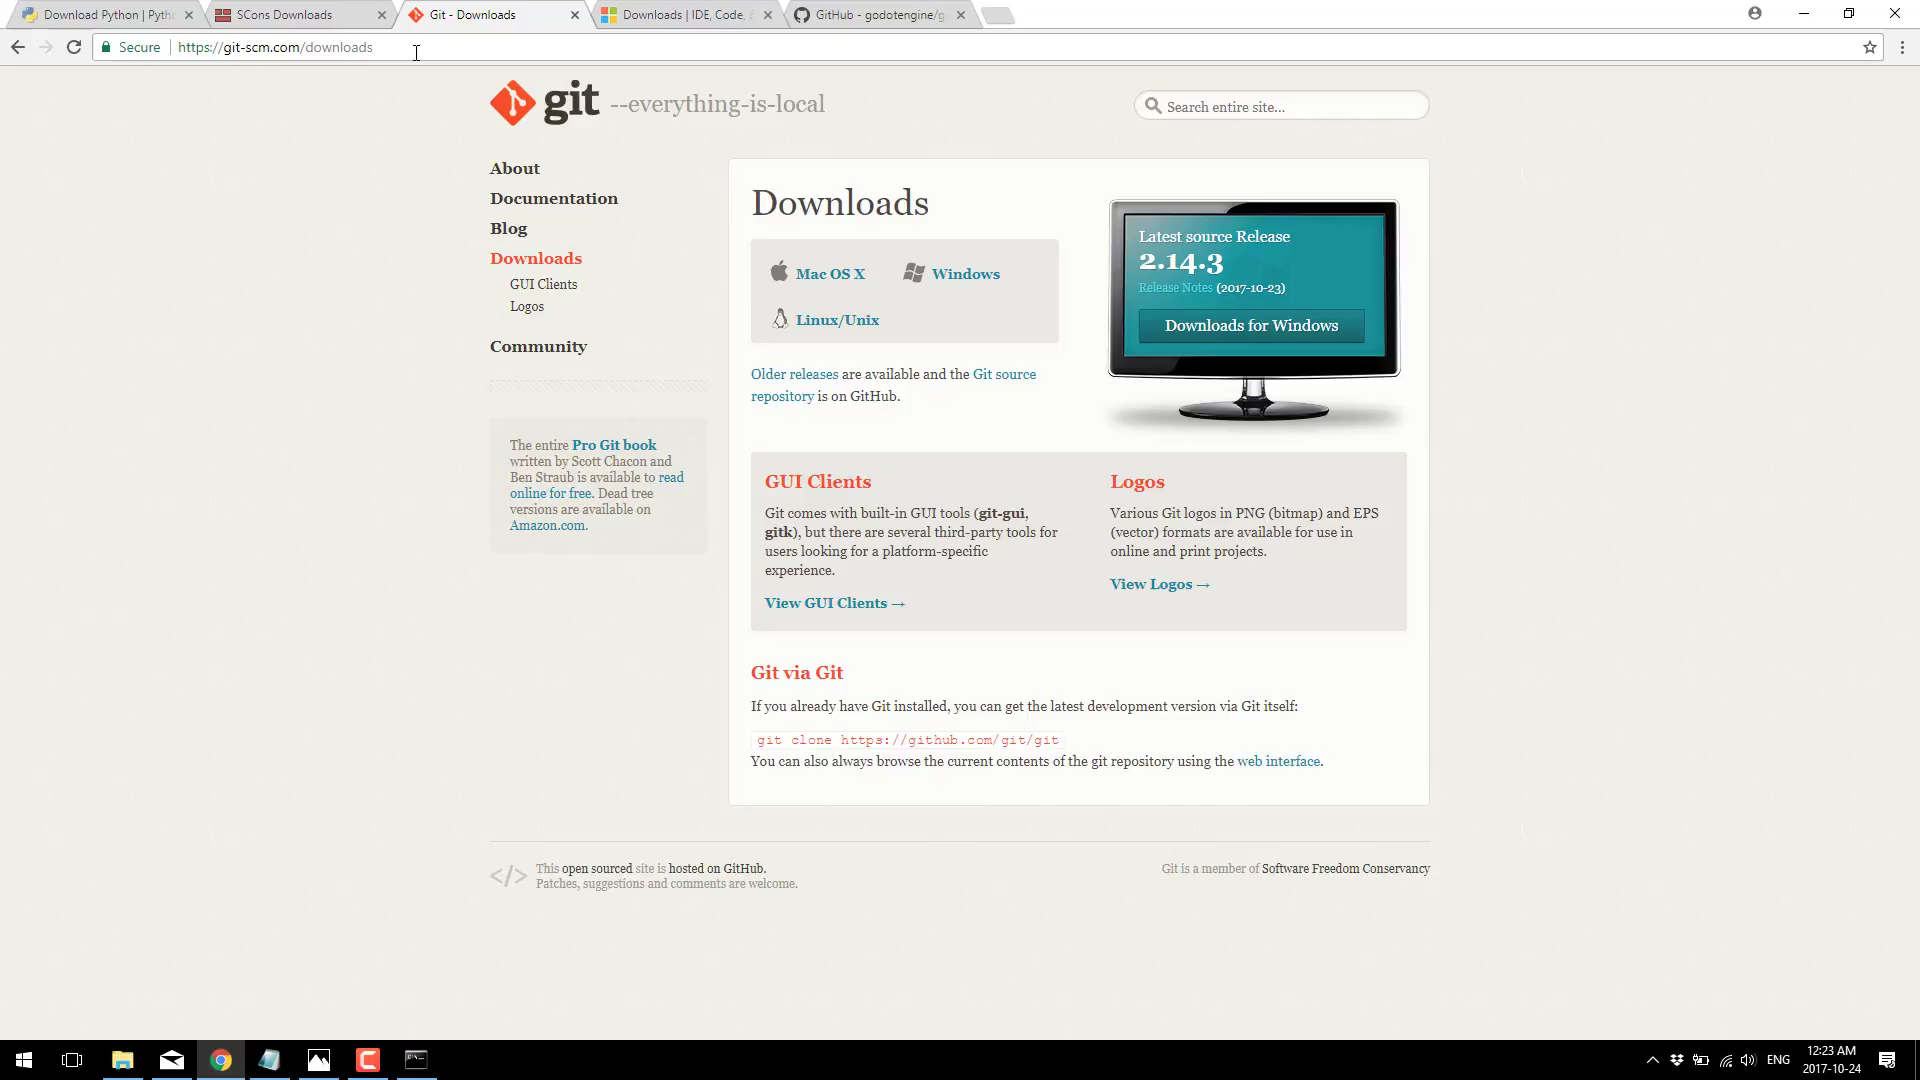 Download Python | Pyth
SCons Downloads
Git - Downloads
Downloads | IDE, Code,
GitHub - godotengine/g
Secure
https://git-scm.com/downloads
git --everything-is-local
Search entire site...
About
Documentation
Blog
Downloads
GUI Clients
Logos
Community
The entire Pro Git book
written by Scott Chacon and
Ben Straub is available to read
online for free. Dead tree
versions are available on
Amazon.com.
Downloads
Mac OS X
Windows
Linux/Unix
Older releases are available and the Git source
repository is on GitHub.
Latest source Release
2.14.3
Release Notes (2017-10-23)
Downloads for Windows
GUI Clients
Git comes with built-in GUI tools (git-gui,
gitk), but there are several third-party tools for
users looking for a platform-specific
experience.
View GUI Clients →
Logos
Various Git logos in PNG (bitmap) and EPS
(vector) formats are available for use in
online and print projects.
View Logos →
Git via Git
If you already have Git installed, you can get the latest development version via Git itself:
git clone https://github.com/git/git
You can also always browse the current contents of the git repository using the web interface.
</>
This open sourced site is hosted on GitHub.
Patches, suggestions and comments are welcome.
Git is a member of Software Freedom Conservancy
ENG
12:23 AM
2017-10-24